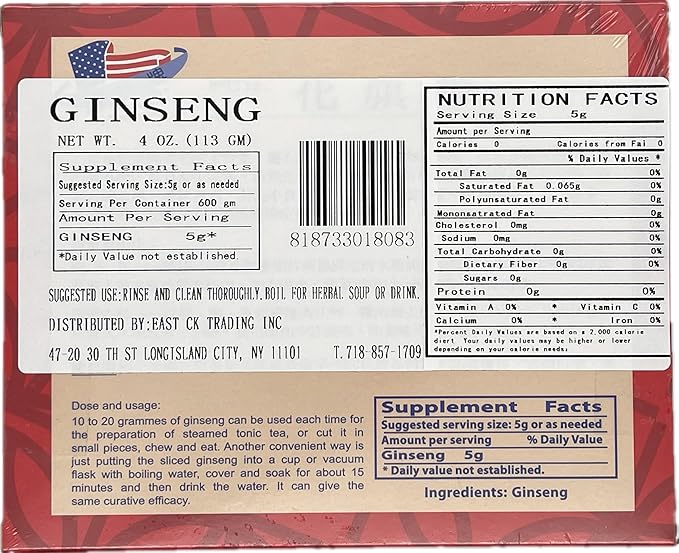 GINSENG
NET WT. 4 OZ. (113 GM)
Supplement Facts
Suggested Serving Size:5g or as needed
Serving Per Container 600 gm
Amount Per Serving
GINSENG 5g*
*Daily Value not established.
818733018083
SUGGESTED USE:RINSE AND CLEAN THOROUGHLY.BOIL FOR HERBAL SOUP OR DRINK.
DISTRIBUTED BY:EAST CK TRADING INC
47-20 30 TH ST LONGISLAND CITY, NY 11101 T.718-857-1709
NUTRITION FACTS
Serving Size 5g
Amount per Serving
Calories 0 Calories from Fai 0
% Daily Values *
Total Fat 0g 0%
Saturated Fat 0.065g 0%
Polyunsaturated Fat 0g
Mononsatrated Fat 0g
Cholesterol 0mg 0%
Sodium 0mg 0%
Total Carbohydrate 0g 0%
Dietary Fiber 0g 0%
Sugars 0g
Protein 0g 0%
Vitamin A 0% * Vitamin C 0%
Calcium 0% * Iron 0%
*Percent Daily Values are based on a 2,000 calorie
diert. Your daily values may be higher or lower
depending on your calorie needs;
Dose and usage:
10 to 20 grammes of ginseng can be used each time for
the preparation of steamed tonic tea, or cut it in
small pieces, chew and eat. Another convenient way is
just putting the sliced ginseng into a cup or vacuum
flask with boiling water, cover and soak for about 15
minutes and then drink the water. It can give the
same curative efficacy.
Supplement Facts
Suggested serving size: 5g or as needed
Amount per serving % Daily Value
Ginseng 5g
* Daily value not established.
Ingredients: Ginseng